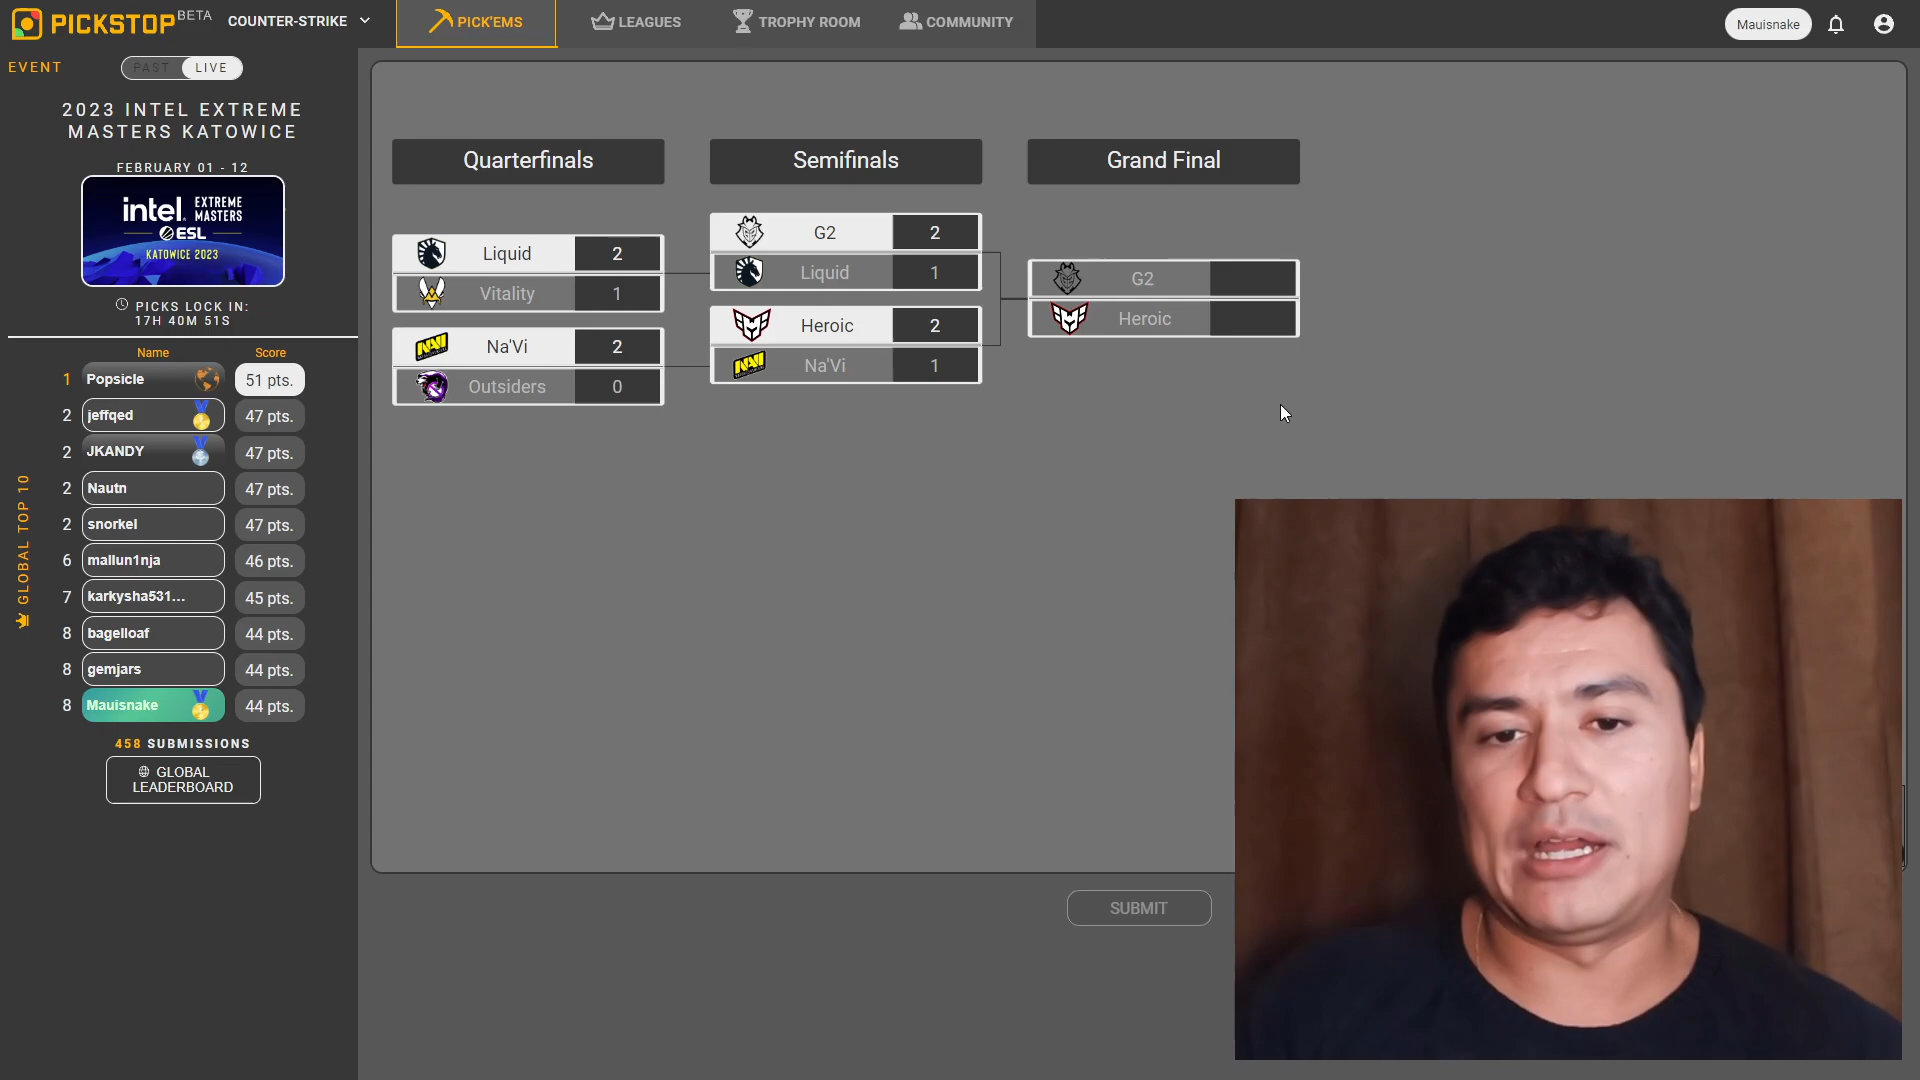 PICKSTOP BETA
COUNTER-STRIKE
PICK'EMS
LEAGUES
TROPHY ROOM
COMMUNITY
Mauisnake
EVENT
PAST
LIVE
2023 INTEL EXTREME
MASTERS KATOWICE
FEBRUARY 01 - 12
intel. EXTREME
MASTERS
ESL
KATOWICE 2023
PICKS LOCK IN:
17H 40M 51S
Name Score
1 Popsicle 51 pts.
2 jeffqed 47 pts.
2 JKANDY 47 pts.
2 Nautn 47 pts.
2 snorkel 47 pts.
6 mallun1nja 46 pts.
7 karkysha531... 45 pts.
8 bagelloaf 44 pts.
8 gemjars 44 pts.
8 Mauisnake 44 pts.
GLOBAL TOP 10
458 SUBMISSIONS
GLOBAL
LEADERBOARD
Quarterfinals
Liquid 2
Vitality 1
NAVI Na'Vi 2
Outsiders 0
Semifinals
G2 2
Liquid 1
Heroic 2
NAVI Na'Vi 1
Grand Final
G2
Heroic
SUBMIT